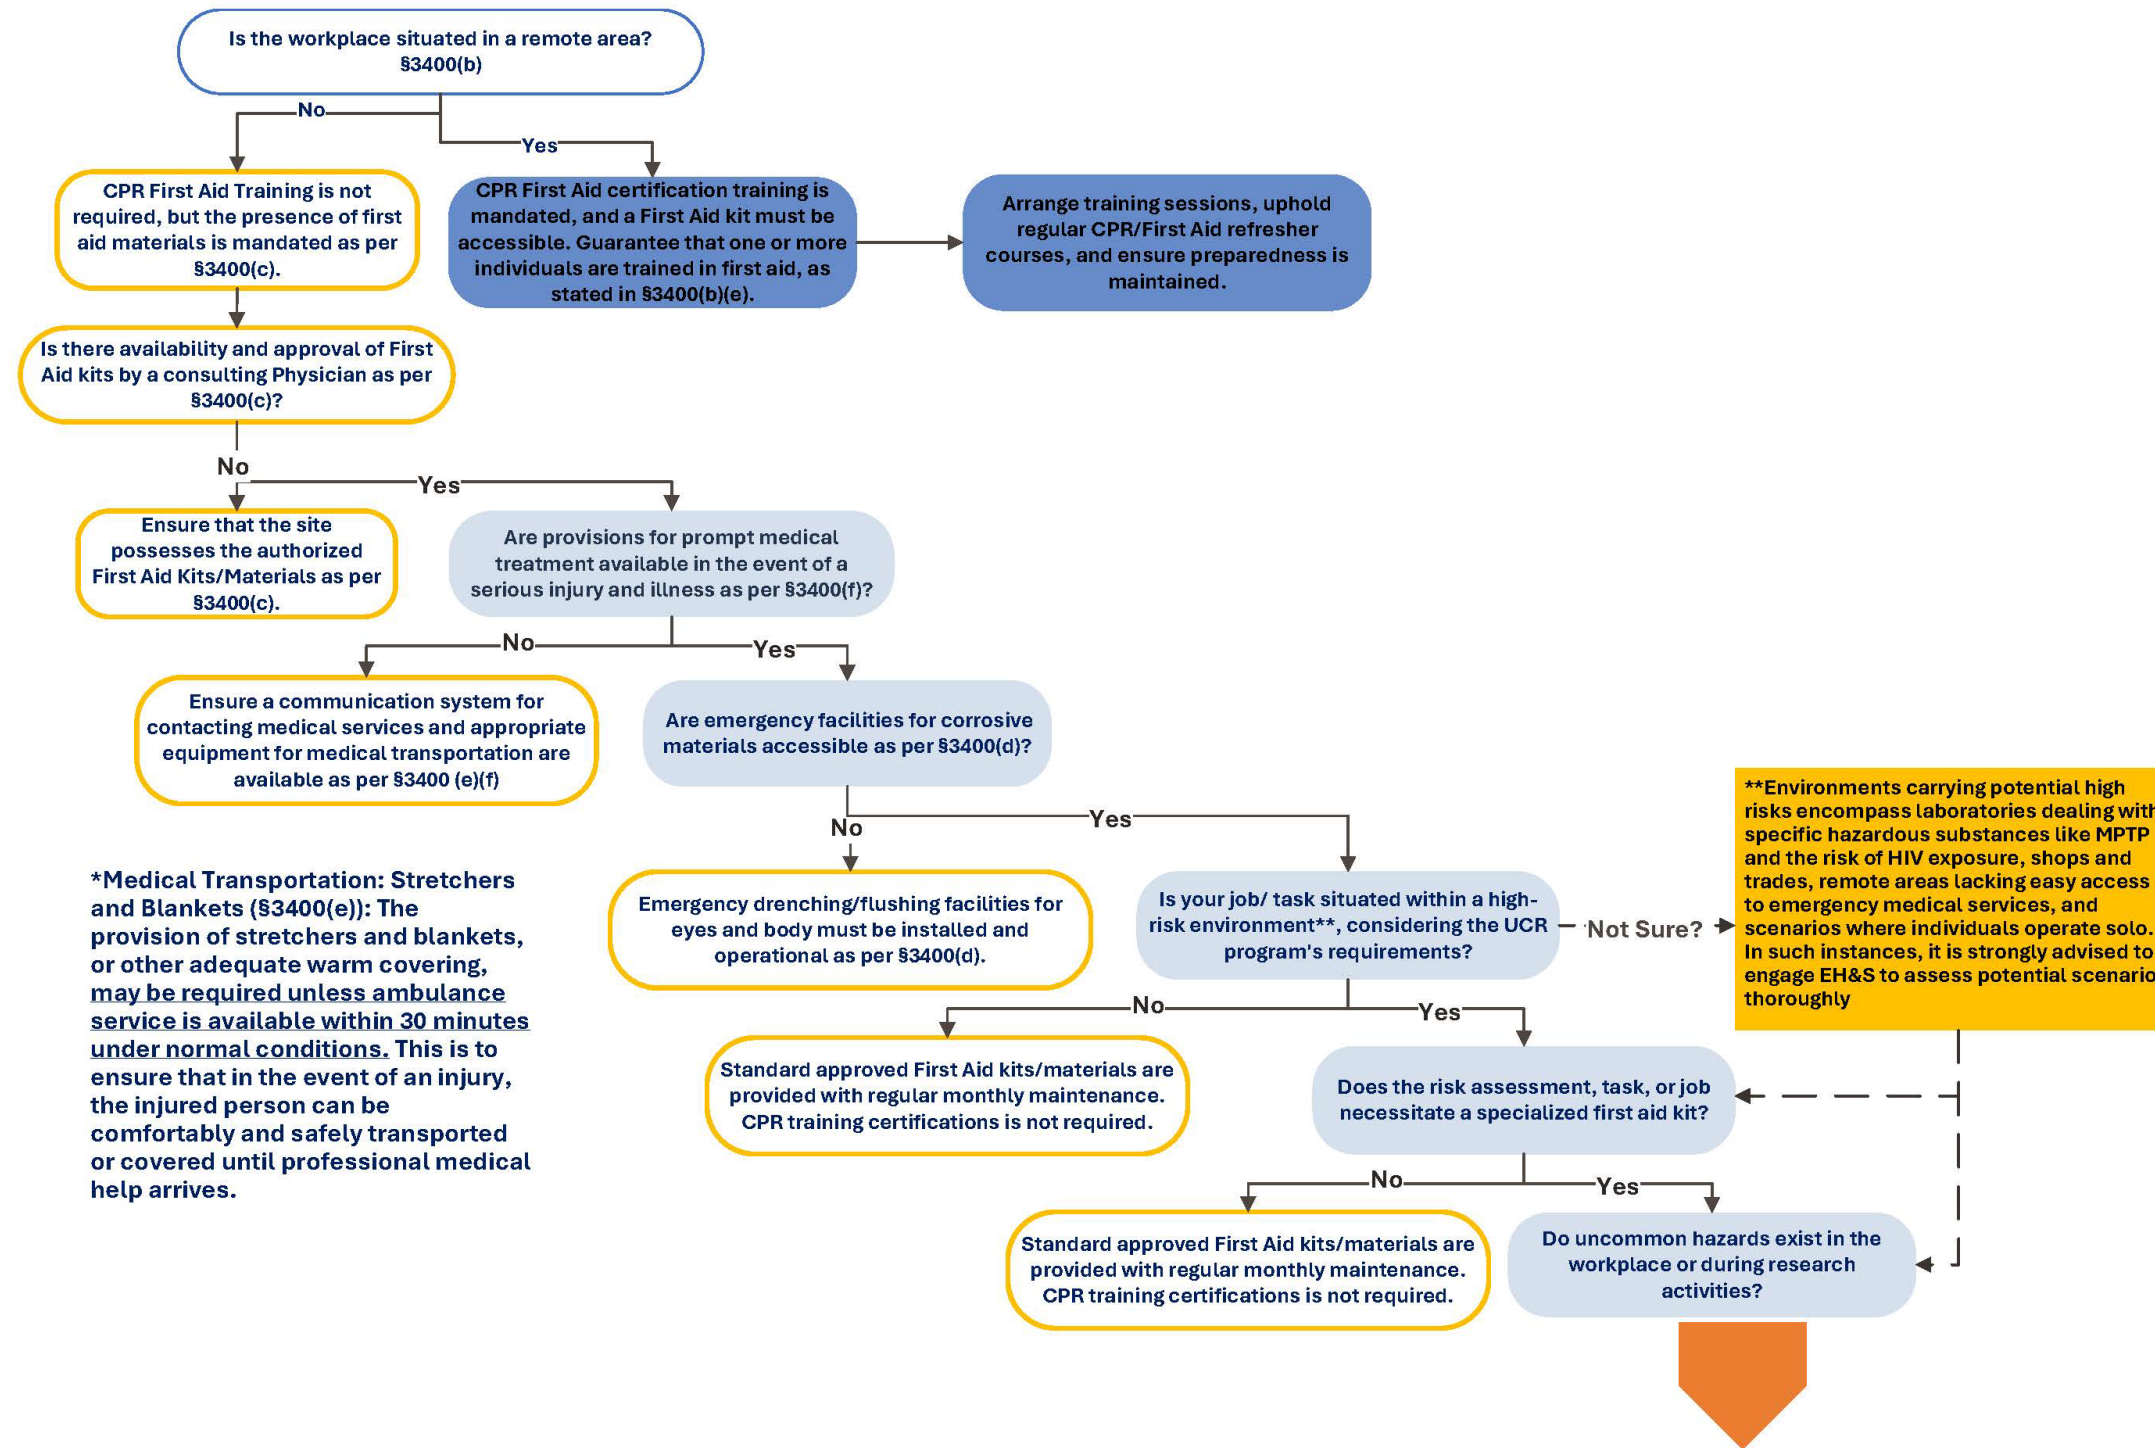 Is the workplace situated in a remote area?
§3400(b)
No
Yes
CPR First Aid Training is not
required, but the presence of first
aid materials is mandated as per
§3400(c).
CPR First Aid certification training is
mandated, and a First Aid kit must be
accessible. Guarantee that one or more
individuals are trained in first aid, as
stated in §3400(b)(e).
Arrange training sessions, uphold
regular CPR/First Aid refresher
courses, and ensure preparedness is
maintained.
Is there availability and approval of First
Aid kits by a consulting Physician as per
§3400(c)?
No
Yes
Ensure that the site
possesses the authorized
First Aid Kits/Materials as per
§3400(c).
Are provisions for prompt medical
treatment available in the event of a
serious injury and illness as per §3400(f)?
No
Yes
Ensure a communication system for
contacting medical services and appropriate
equipment for medical transportation are
available as per §3400 (e)(f)
Are emergency facilities for corrosive
materials accessible as per §3400(d)?
No
Yes
Emergency drenching/flushing facilities for
eyes and body must be installed and
operational as per §3400(d).
Is your job/ task situated within a high-
risk environment**, considering the UCR
program's requirements?
Not Sure?
**Environments carrying potential high
risks encompass laboratories dealing with
specific hazardous substances like MPTP
and the risk of HIV exposure, shops and
trades, remote areas lacking easy access
to emergency medical services, and
scenarios where individuals operate solo.
In such instances, it is strongly advised to
engage EH&S to assess potential scenario
thoroughly
*Medical Transportation: Stretchers
and Blankets (§3400(e)): The
provision of stretchers and blankets,
or other adequate warm covering,
may be required unless ambulance
service is available within 30 minutes
under normal conditions. This is to
ensure that in the event of an injury,
the injured person can be
comfortably and safely transported
or covered until professional medical
help arrives.
No
Yes
Standard approved First Aid kits/materials are
provided with regular monthly maintenance.
CPR training certifications is not required.
Does the risk assessment, task, or job
necessitate a specialized first aid kit?
No
Yes
Standard approved First Aid kits/materials are
provided with regular monthly maintenance.
CPR training certifications is not required.
Do uncommon hazards exist in the
workplace or during research
activities?